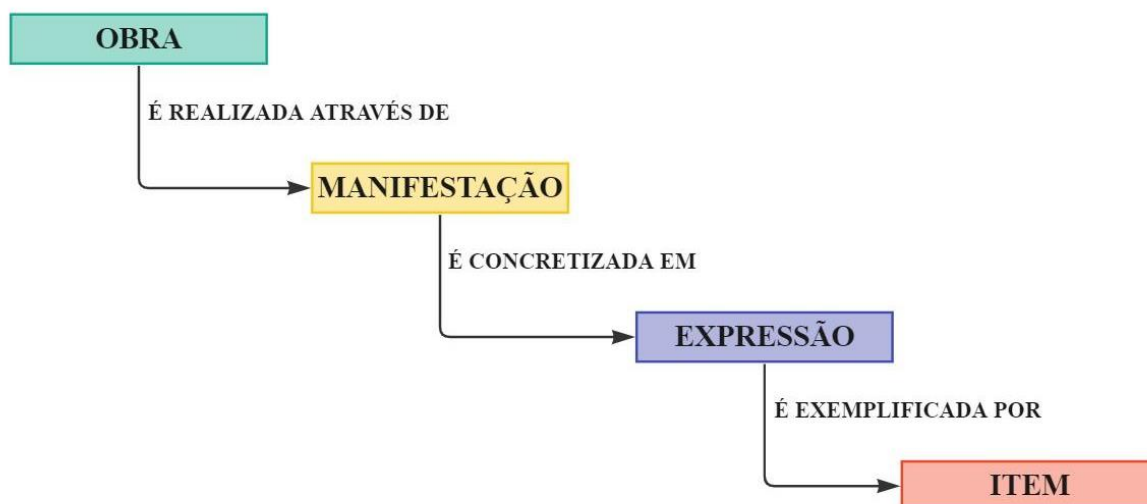 OBRA
É REALIZADA ATRAVÉS DE
MANIFESTAÇÃO
É CONCRETIZADA EM
EXPRESSÃO
É EXEMPLIFICADA POR
ITEM